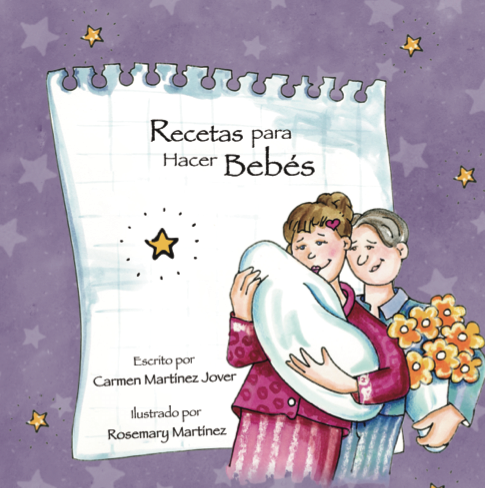 Recetas para
Hacer Bebés
Escrito por
Carmen Martínez Jover
Ilustrado por
Rosemary Martínez